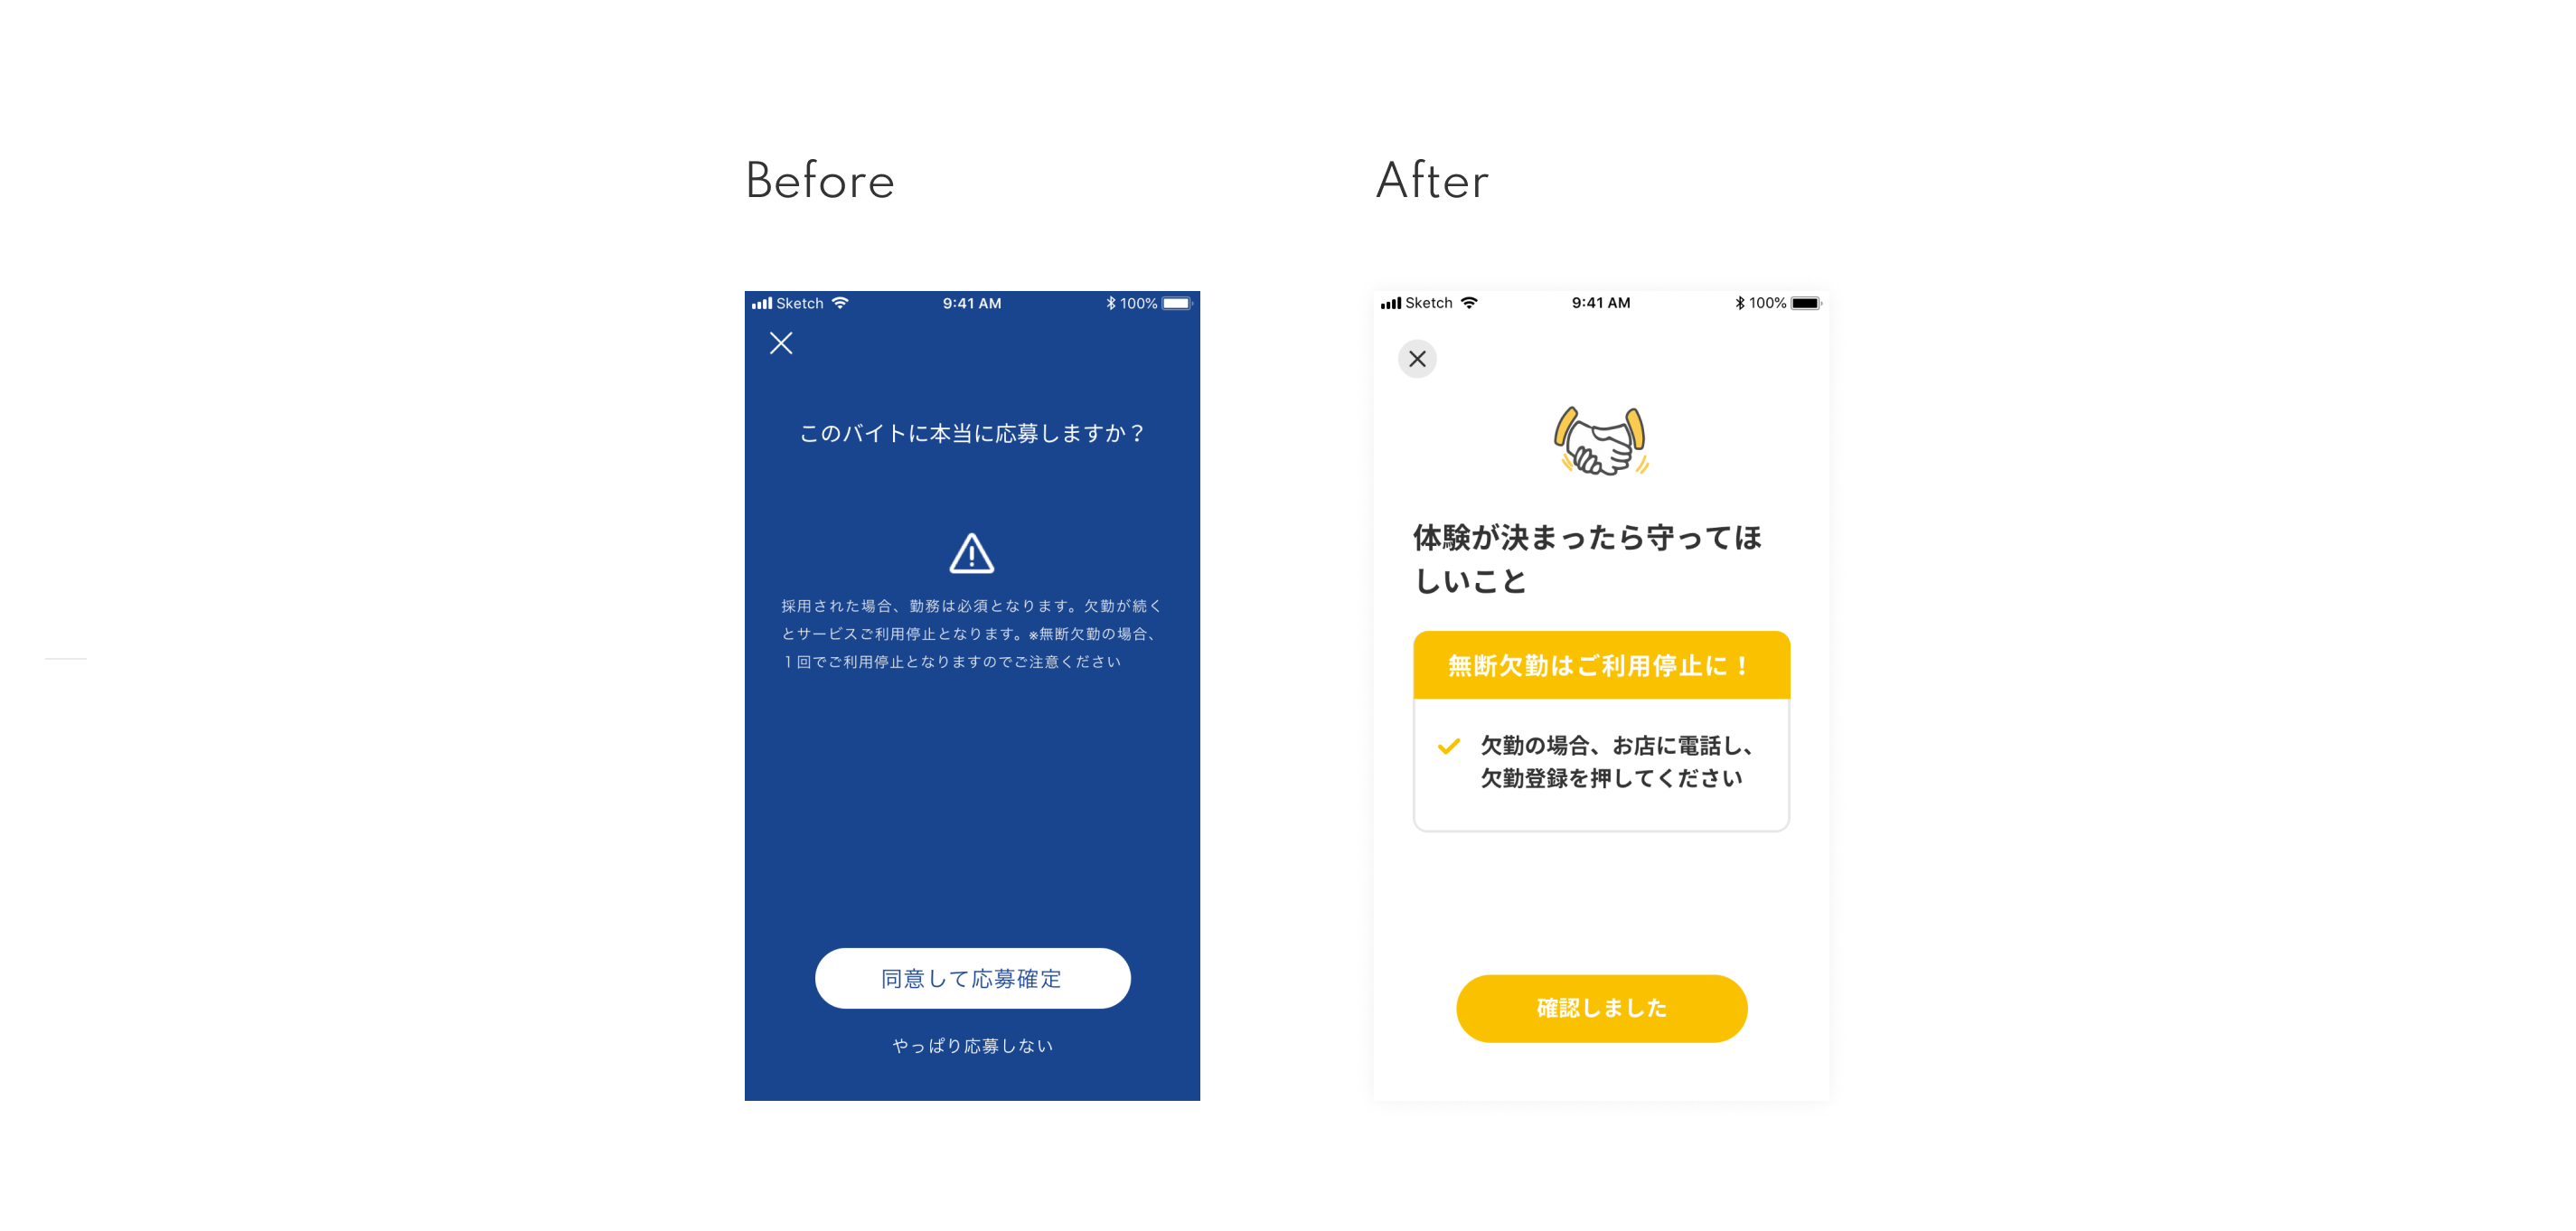 Before
After
Sketch 9:41 AM 100%
このバイトに本当に応募しますか？
採用された場合、勤務は必須となります。欠勤が続く
とサービスご利用停止となります。※無断欠勤の場合、
１回でご利用停止となりますのでご注意ください
同意して応募確定
やっぱり応募しない
Sketch 9:41 AM 100%
体験が決まったら守ってほ
しいこと
無断欠勤はご利用停止に！
欠勤の場合、お店に電話し、
欠勤登録を押してください
確認しました